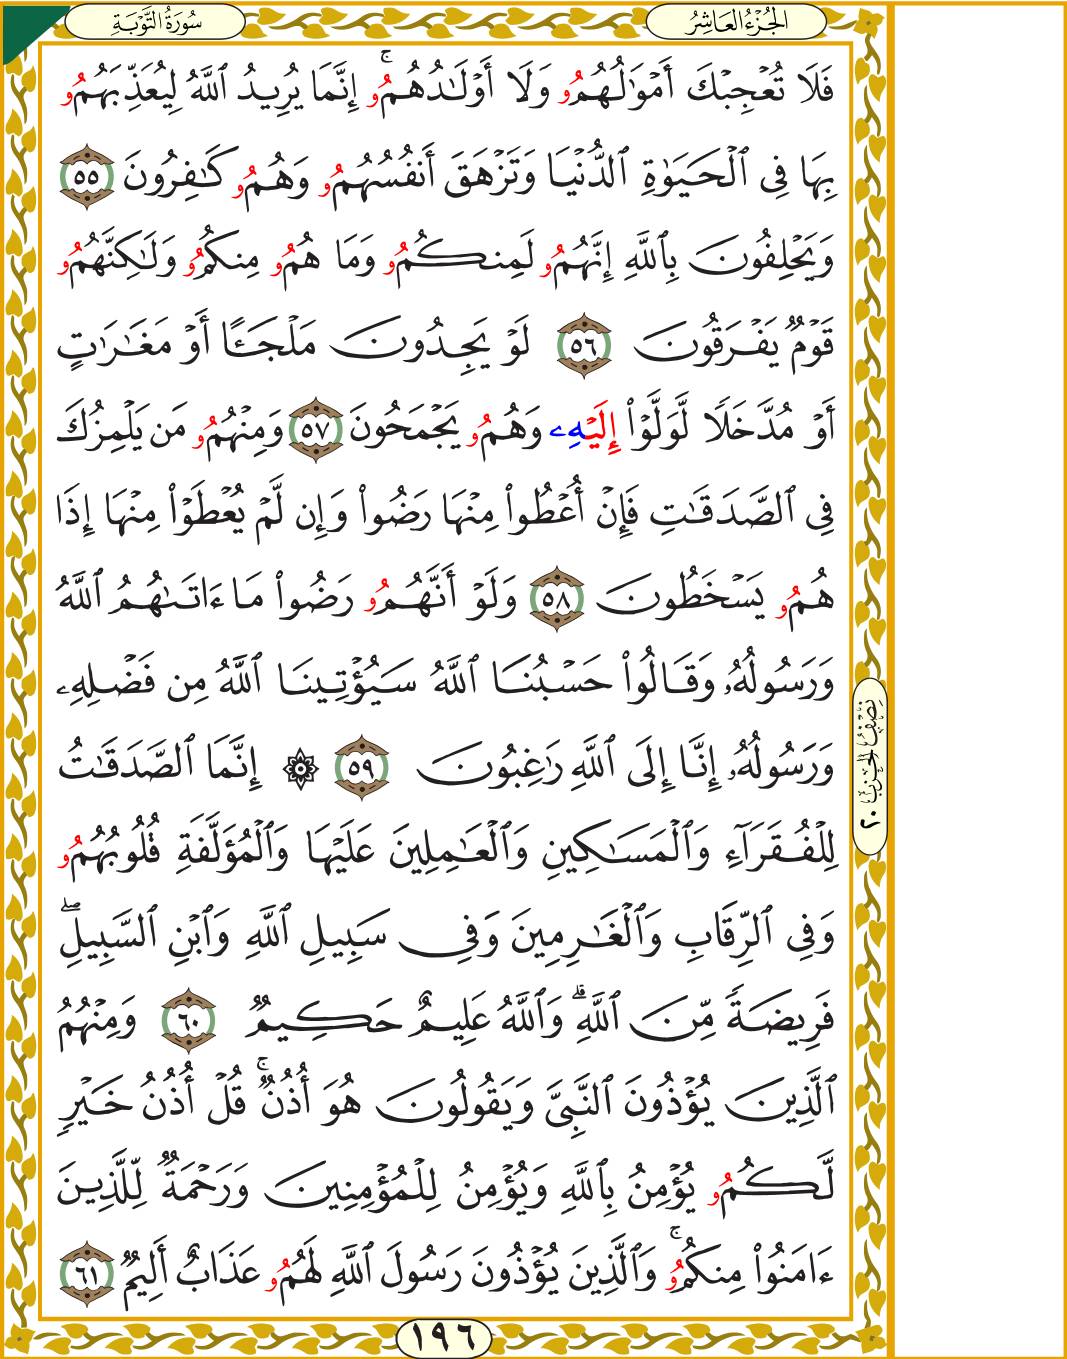 سُورَةُ التَّوْبَةِ
الجُزْءُ العَاشِرُ
فَلَا تُعْجِبْكَ أَمْوَٰلُهُمُۥ وَلَا أَوْلَٰدُهُمُۥۚ إِنَّمَا يُرِيدُ ٱللَّهُ لِيُعَذِّبَهُمُۥ
بِهَا فِى ٱلْحَيَوٰةِ ٱلدُّنْيَا وَتَزْهَقَ أَنفُسُهُمُۥ وَهُمُۥ كَٰفِرُونَ ٥٥
وَيَحْلِفُونَ بِٱللَّهِ إِنَّهُمُۥ لَمِنكُمُۥ وَمَا هُمُۥ مِنكُمُۥ وَلَٰكِنَّهُمُۥ
قَوْمٌ يَفْرَقُونَ ٥٦ لَوْ يَجِدُونَ مَلْجَـًٔا أَوْ مَغَٰرَٰتٍ
أَوْ مُدَّخَلًا لَّوَلَّوْا۟ إِلَيْهِۦ وَهُمُۥ يَجْمَحُونَ ٥٧ وَمِنْهُمُۥ مَن يَلْمِزُكَ
فِى ٱلصَّدَقَٰتِ فَإِنْ أُعْطُوا۟ مِنْهَا رَضُوا۟ وَإِن لَّمْ يُعْطَوْا۟ مِنْهَا إِذَا
هُمُۥ يَسْخَطُونَ ٥٨ وَلَوْ أَنَّهُمُۥ رَضُوا۟ مَا ءَاتَىٰهُمُ ٱللَّهُ
وَرَسُولُهُۥ وَقَالُوا۟ حَسْبُنَا ٱللَّهُ سَيُؤْتِينَا ٱللَّهُ مِن فَضْلِهِۦ
وَرَسُولُهُۥ إِنَّا إِلَى ٱللَّهِ رَٰغِبُونَ ٥٩ ۞ إِنَّمَا ٱلصَّدَقَٰتُ
لِلْفُقَرَآءِ وَٱلْمَسَٰكِينِ وَٱلْعَٰمِلِينَ عَلَيْهَا وَٱلْمُؤَلَّفَةِ قُلُوبُهُمُۥ
وَفِى ٱلرِّقَابِ وَٱلْغَٰرِمِينَ وَفِى سَبِيلِ ٱللَّهِ وَٱبْنِ ٱلسَّبِيلِۖ
فَرِيضَةً مِّنَ ٱللَّهِۗ وَٱللَّهُ عَلِيمٌ حَكِيمٌ ٦٠ وَمِنْهُمُ
ٱلَّذِينَ يُؤْذُونَ ٱلنَّبِىَّ وَيَقُولُونَ هُوَ أُذُنٌۚ قُلْ أُذُنُ خَيْرٍ
لَّكُمُۥ يُؤْمِنُ بِٱللَّهِ وَيُؤْمِنُ لِلْمُؤْمِنِينَ وَرَحْمَةٌ لِّلَّذِينَ
ءَامَنُوا۟ مِنكُمُۥۚ وَٱلَّذِينَ يُؤْذُونَ رَسُولَ ٱللَّهِ لَهُمُۥ عَذَابٌ أَلِيمٌ ٦١
نِصْفُ الحِزْبِ ٢٠
١٩٦